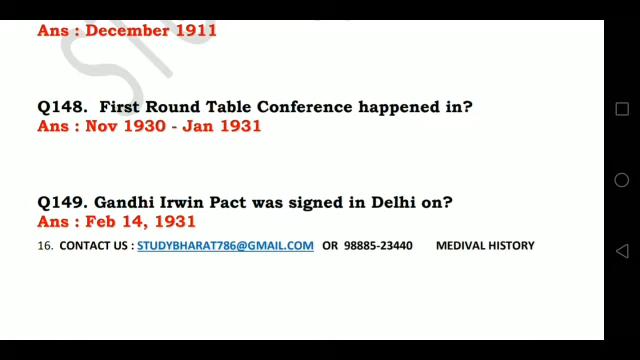 Ans : December 1911
Q148. First Round Table Conference happened in?
Ans : Nov 1930 - Jan 1931
Q149. Gandhi Irwin Pact was signed in Delhi on?
Ans : Feb 14, 1931
16. CONTACT US : STUDYBHARAT786@GMAIL.COM OR 98885-23440 MEDIVAL HISTORY